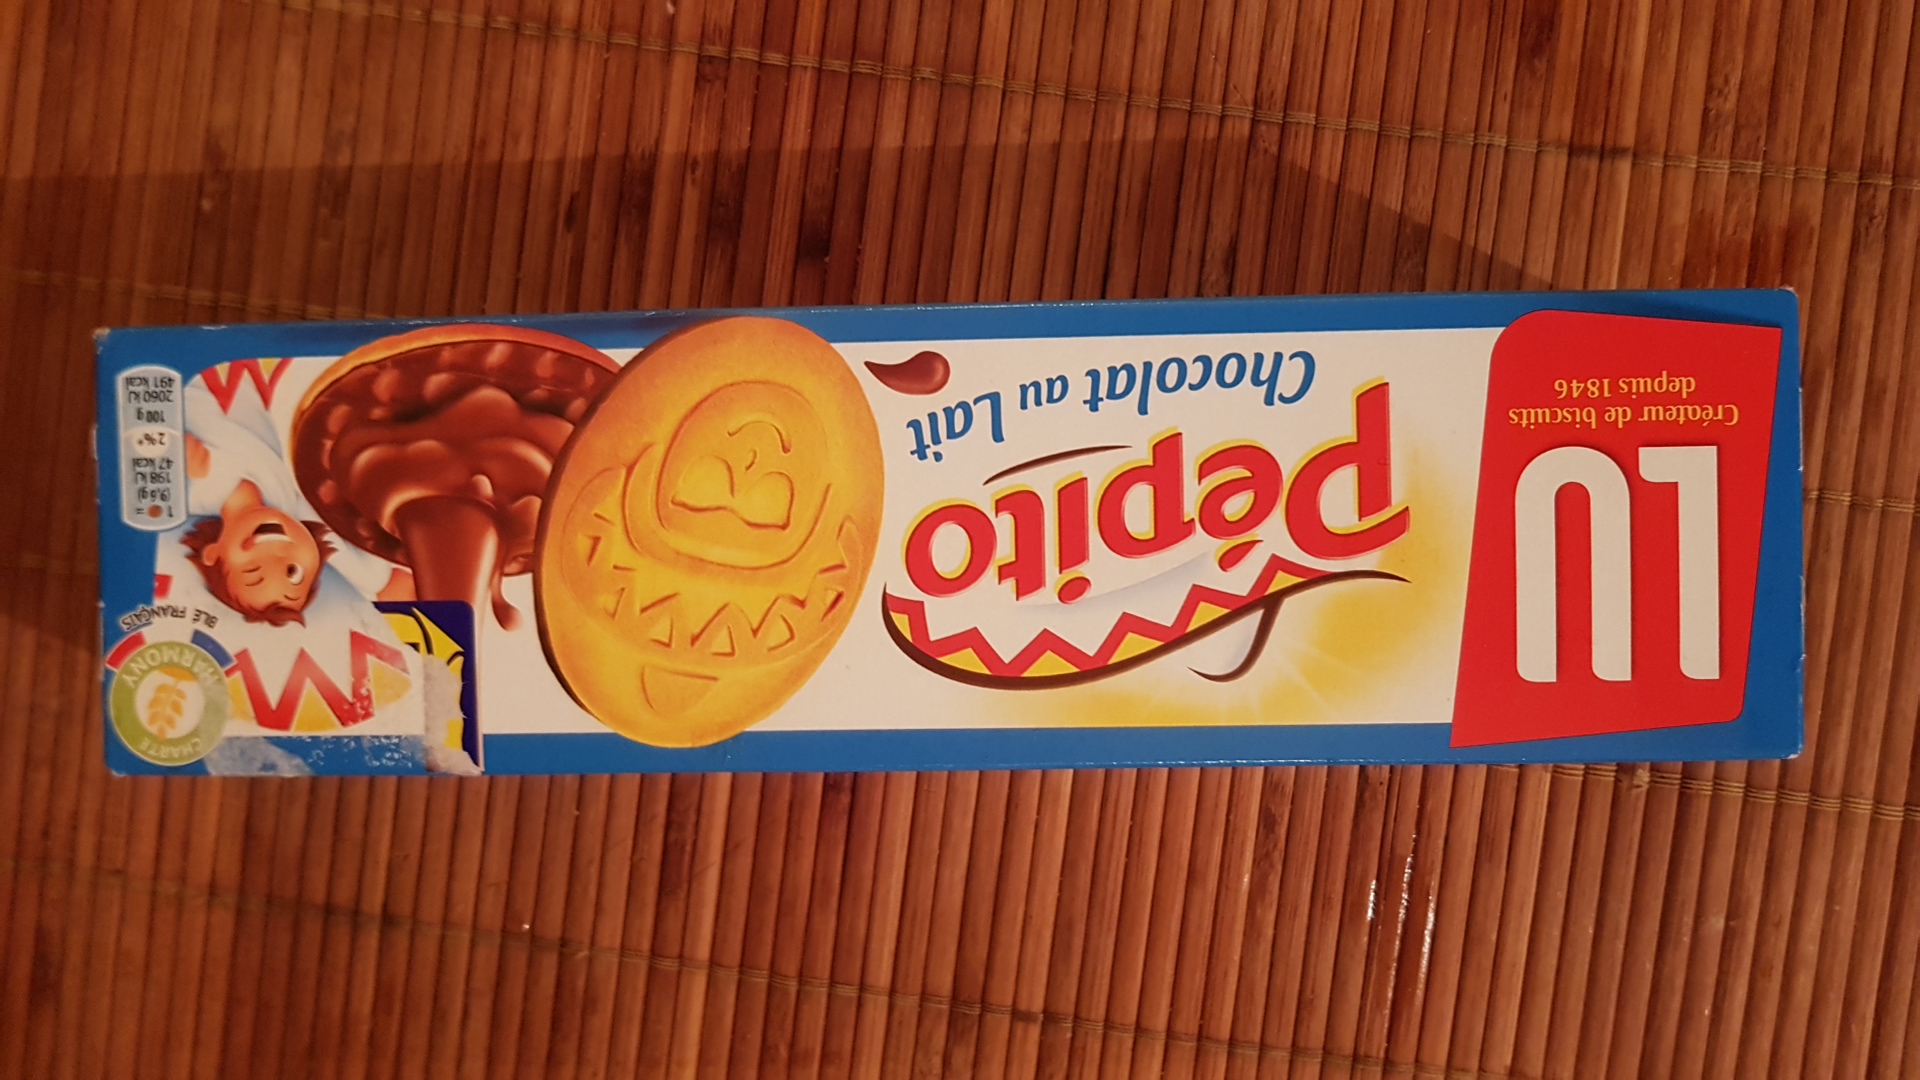 LU
Créateur de biscuits
depuis 1846
Pépito
Chocolat au Lait
1 =
(9,6 g)
198 kJ
47 kcal
2%*
100 g
2060 kJ
491 kcal
BLÉ FRANÇAIS
HARMONY
CHARTE